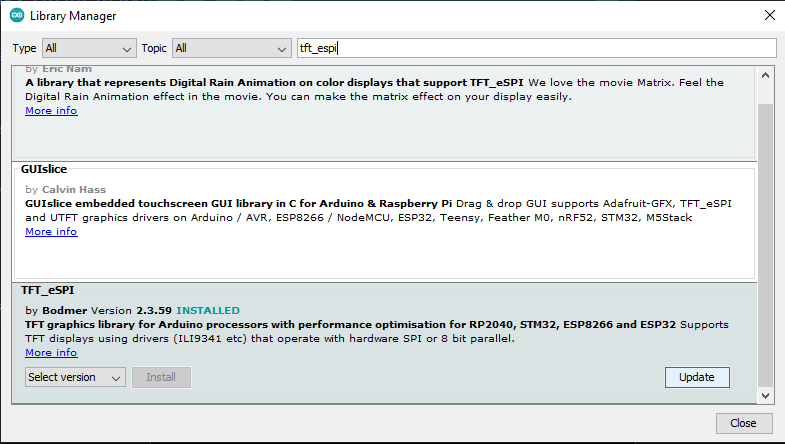 Library Manager
Type All Topic All tft_espi
by Eric Nam
A library that represents Digital Rain Animation on color displays that support TFT_eSPI We love the movie Matrix. Feel the
Digital Rain Animation effect in the movie. You can make the matrix effect on your display easily.
More info
GUIslice
by Calvin Hass
GUIslice embedded touchscreen GUI library in C for Arduino & Raspberry Pi Drag & drop GUI supports Adafruit-GFX, TFT_eSPI
and UTFT graphics drivers on Arduino / AVR, ESP8266 / NodeMCU, ESP32, Teensy, Feather M0, nRF52, STM32, M5Stack
More info
TFT_eSPI
by Bodmer Version 2.3.59 INSTALLED
TFT graphics library for Arduino processors with performance optimisation for RP2040, STM32, ESP8266 and ESP32 Supports
TFT displays using drivers (ILI9341 etc) that operate with hardware SPI or 8 bit parallel.
More info
Select version Install Update
Close